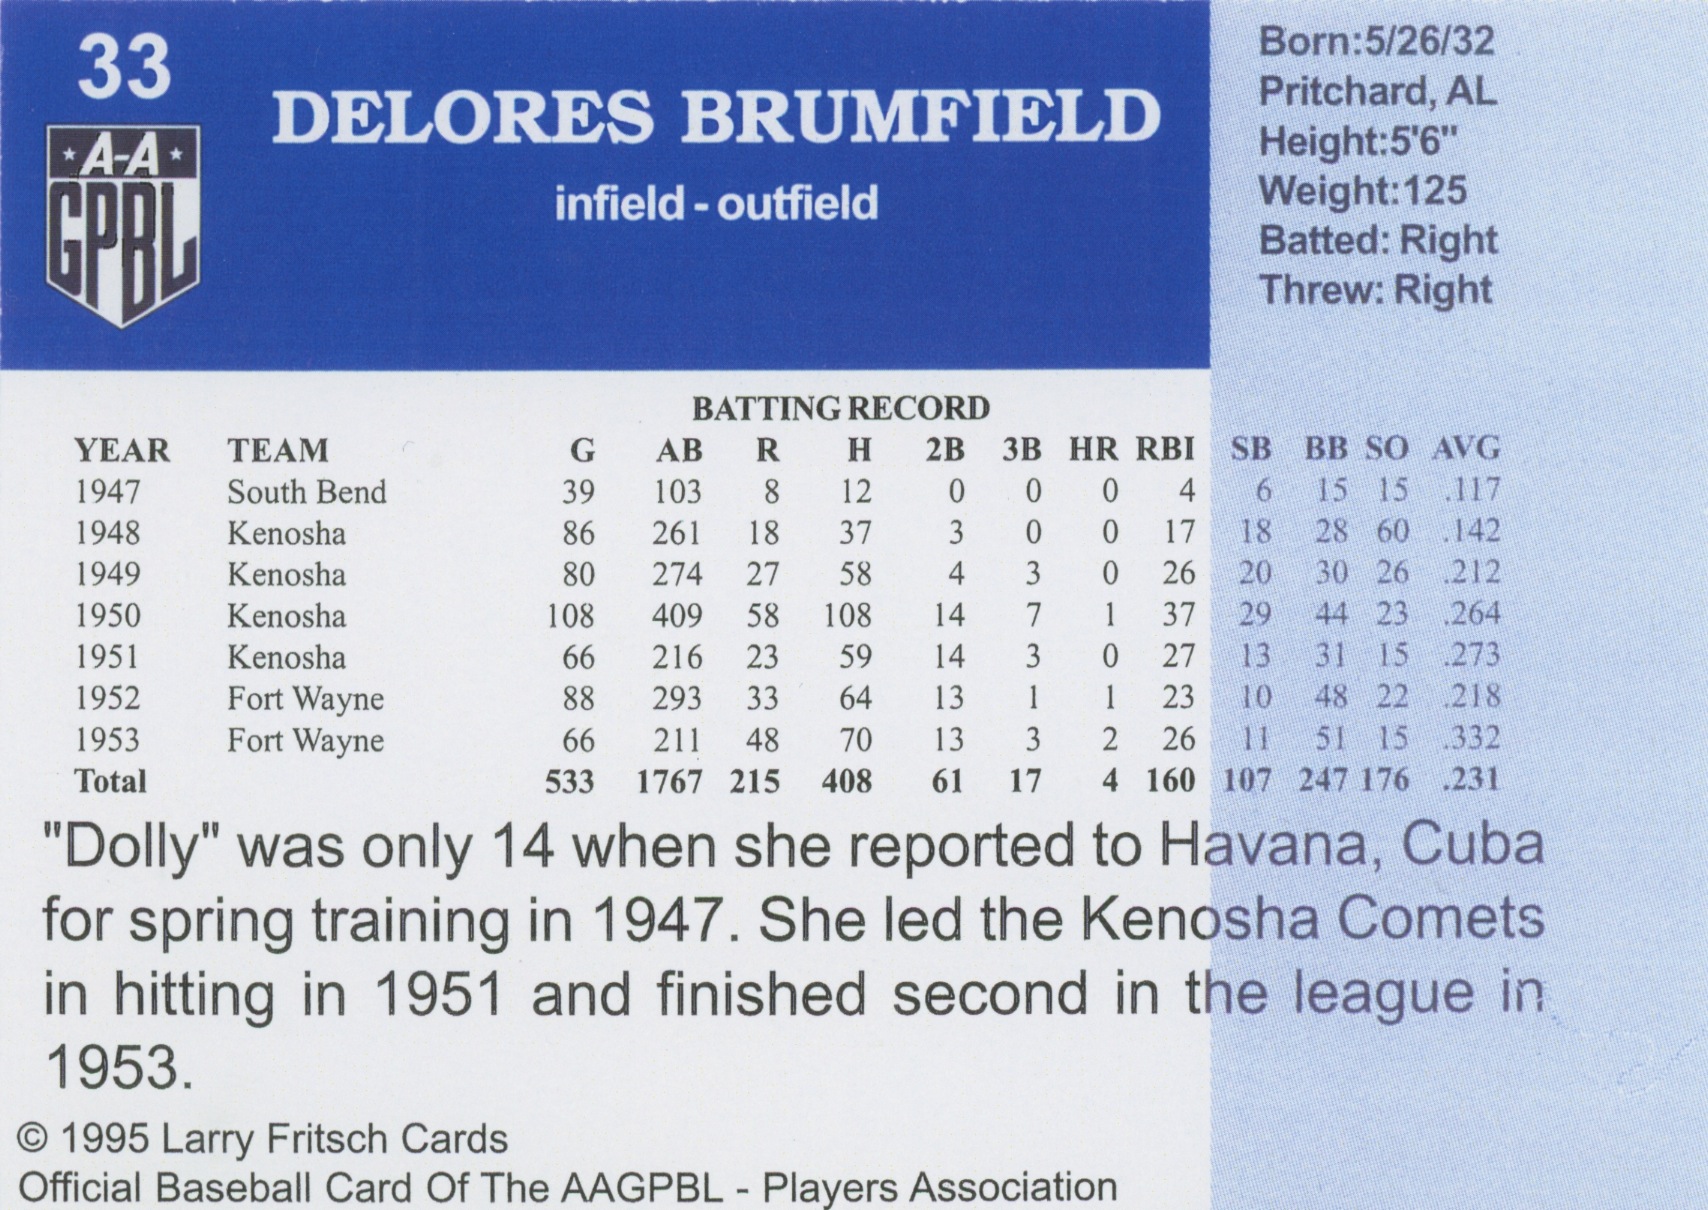 33
A-A
GPBL
DELORES BRUMFIELD
infield - outfield
Born:5/26/32
Pritchard, AL
Height:5'6"
Weight:125
Batted: Right
Threw: Right
BATTING RECORD
YEAR TEAM G AB R H 2B 3B HR RBI SB BB SO AVG
1947 South Bend 39 103 8 12 0 0 0 4 6 15 15 .117
1948 Kenosha 86 261 18 37 3 0 0 17 18 28 60 .142
1949 Kenosha 80 274 27 58 4 3 0 26 20 30 26 .212
1950 Kenosha 108 409 58 108 14 7 1 37 29 44 23 .264
1951 Kenosha 66 216 23 59 14 3 0 27 13 31 15 .273
1952 Fort Wayne 88 293 33 64 13 1 1 23 10 48 22 .218
1953 Fort Wayne 66 211 48 70 13 3 2 26 11 51 15 .332
Total 533 1767 215 408 61 17 4 160 107 247 176 .231
"Dolly" was only 14 when she reported to Havana, Cuba
for spring training in 1947. She led the Kenosha Comets
in hitting in 1951 and finished second in the league in
1953.
© 1995 Larry Fritsch Cards
Official Baseball Card Of The AAGPBL - Players Association